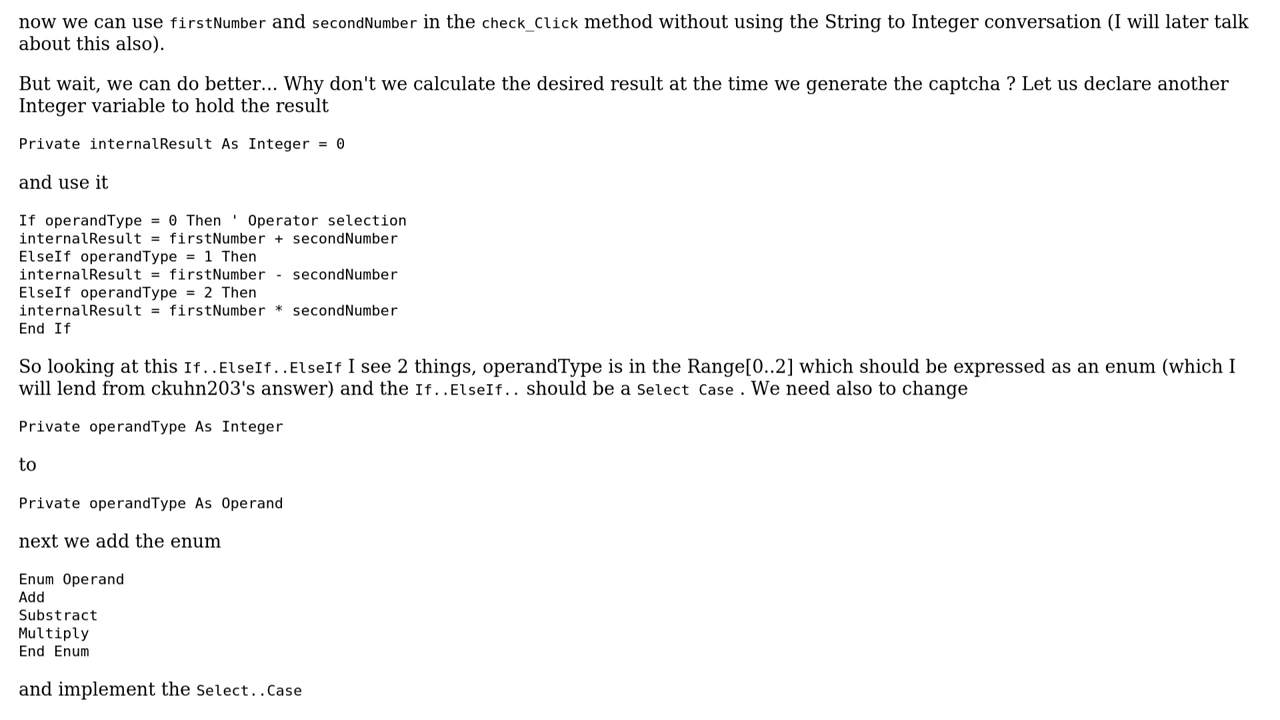 now we can use firstNumber and secondNumber in the check_Click method without using the String to Integer conversation (I will later talk
about this also).
But wait, we can do better... Why don't we calculate the desired result at the time we generate the captcha ? Let us declare another
Integer variable to hold the result
Private internalResult As Integer = 0
and use it
If operandType = 0 Then ' Operator selection
internalResult = firstNumber + secondNumber
ElseIf operandType = 1 Then
internalResult = firstNumber - secondNumber
ElseIf operandType = 2 Then
internalResult = firstNumber * secondNumber
End If
So looking at this If..ElseIf..ElseIf I see 2 things, operandType is in the Range[0..2] which should be expressed as an enum (which I
will lend from ckuhn203's answer) and the If..ElseIf.. should be a Select Case . We need also to change
Private operandType As Integer
to
Private operandType As Operand
next we add the enum
Enum Operand
Add
Substract
Multiply
End Enum
and implement the Select..Case